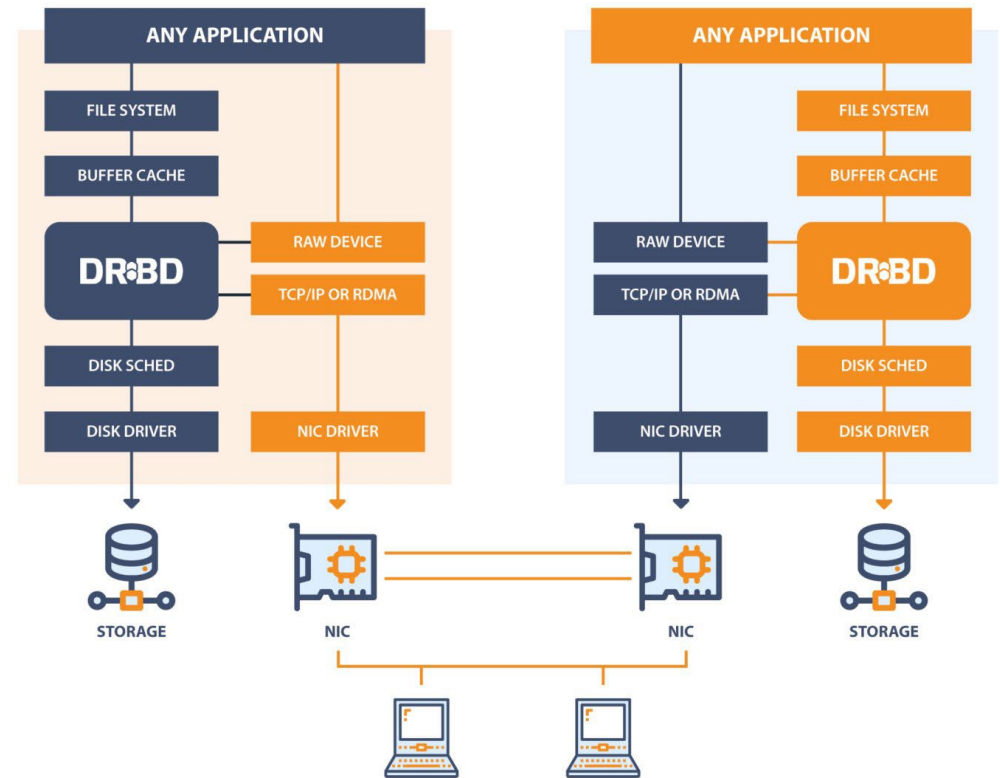 ANY APPLICATION
FILE SYSTEM
BUFFER CACHE
DRBD
RAW DEVICE
TCP/IP OR RDMA
DISK SCHED
DISK DRIVER
NIC DRIVER
STORAGE
NIC
ANY APPLICATION
FILE SYSTEM
BUFFER CACHE
RAW DEVICE
TCP/IP OR RDMA
DRBD
DISK SCHED
NIC DRIVER
DISK DRIVER
NIC
STORAGE